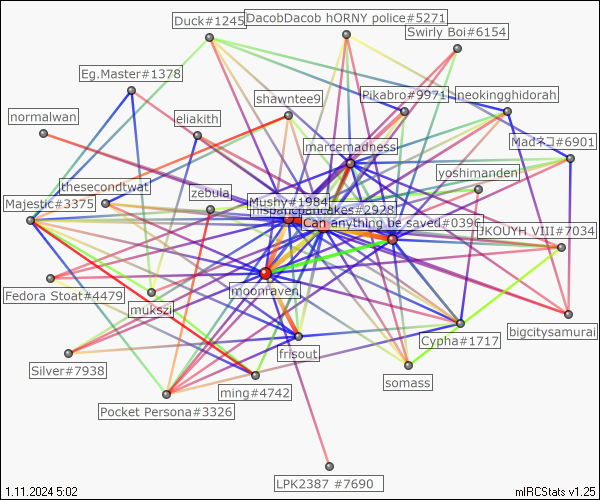 Duck#1245
DacobDacob hORNY police#5271
Swirly Boi#6154
Eg.Master#1378
shawntee9
Pikabro#9971
neokingghidorah
normalwan
eliakith
marcemadness
Madネコ#6901
thesecondtwat
zebula
yoshimanden
Majestic#3375
Mushy#1984
hispanicpancakes#2928
Can anything be saved#0396
JKOUYH VIII#7034
Fedora Stoat#4479
mukszi
moonraven
bigcitysamurai
Silver#7938
frisout
Cypha#1717
ming#4742
somass
Pocket Persona#3326
LPK2387 #7690
1.11.2024 5:02
mIRCStats v1.25